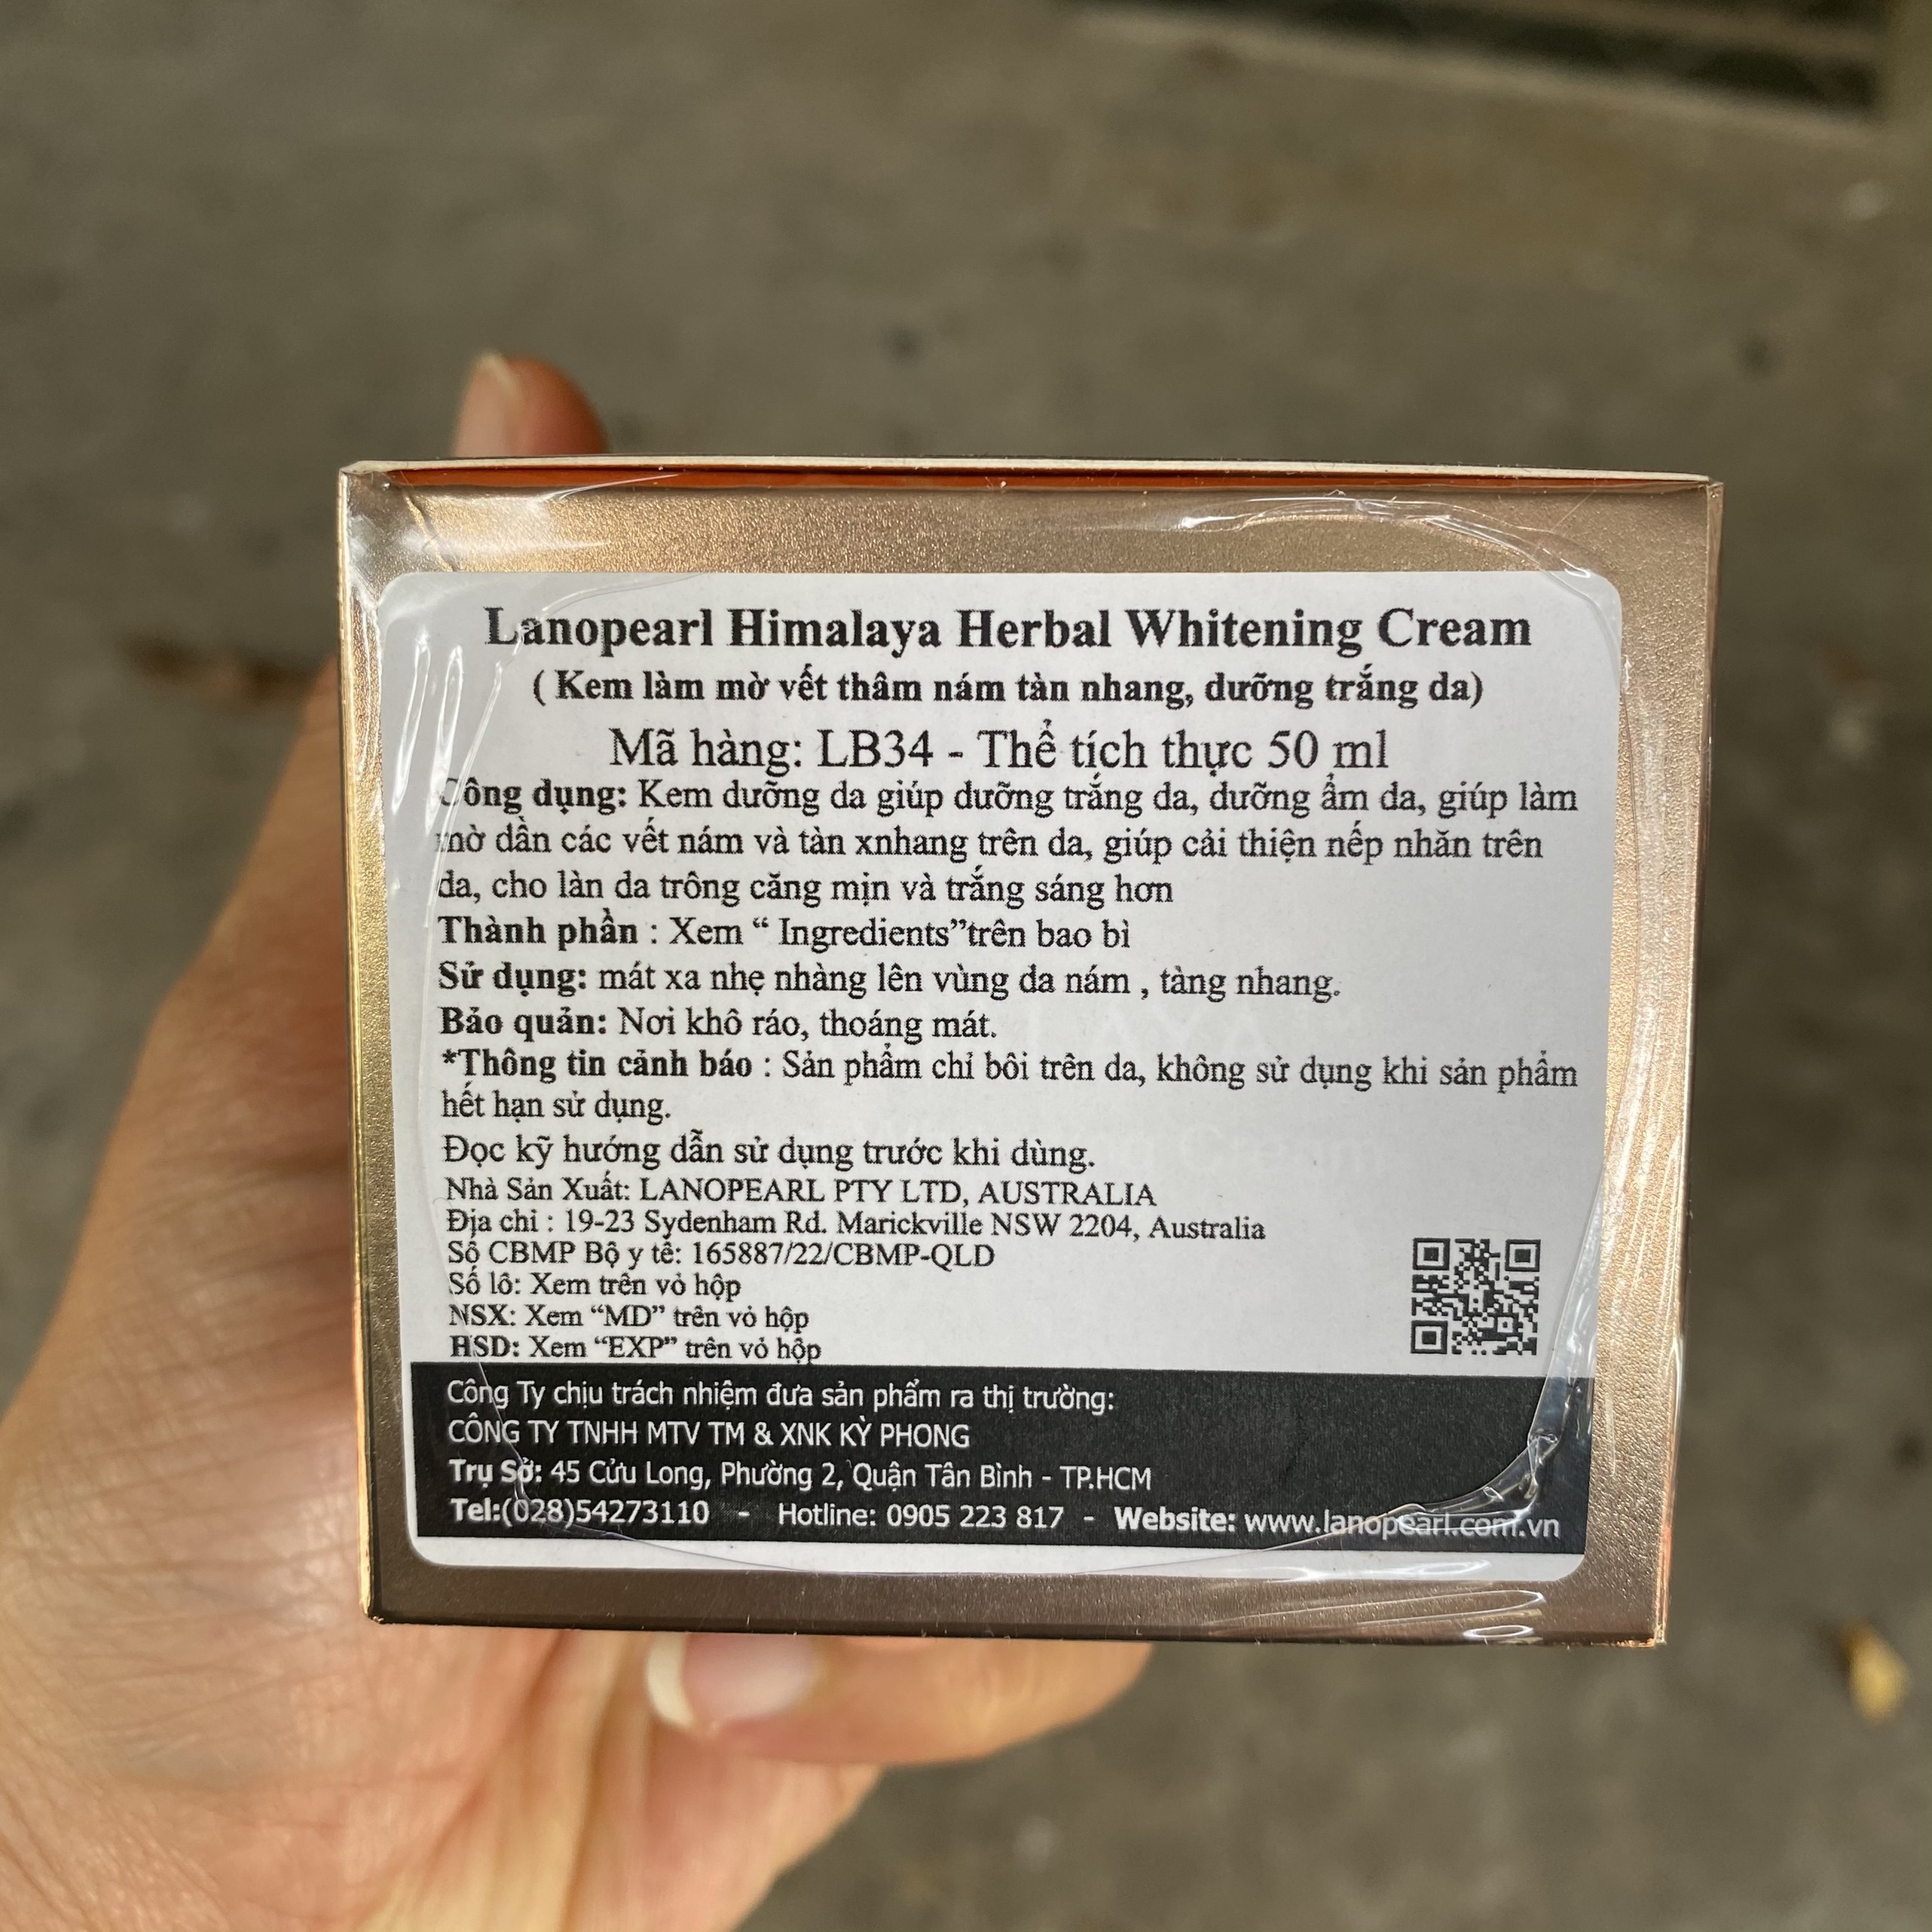 Lanopearl Himalaya Herbal Whitening Cream
( Kem làm mờ vết thâm nám tàn nhang, dưỡng trắng da)
Mã hàng: LB34 - Thể tích thực 50 ml
Công dụng: Kem dưỡng da giúp dưỡng trắng da, dưỡng ẩm da, giúp làm
mờ dần các vết nám và tàn xnhang trên da, giúp cải thiện nếp nhăn trên
da, cho làn da trông căng mịn và trắng sáng hơn
Thành phần : Xem “ Ingredients”trên bao bì
Sử dụng: mát xa nhẹ nhàng lên vùng da nám , tàng nhang.
Bảo quản: Nơi khô ráo, thoáng mát.
*Thông tin cảnh báo : Sản phẩm chỉ bôi trên da, không sử dụng khi sản phẩm
hết hạn sử dụng.
Đọc kỹ hướng dẫn sử dụng trước khi dùng.
Nhà Sản Xuất: LANOPEARL PTY LTD, AUSTRALIA
Địa chỉ : 19-23 Sydenham Rd. Marickville NSW 2204, Australia
Số CBMP Bộ y tế: 165887/22/CBMP-QLD
Số lô: Xem trên vỏ hộp
NSX: Xem “MD” trên vỏ hộp
HSD: Xem “EXP” trên vỏ hộp
Công Ty chịu trách nhiệm đưa sản phẩm ra thị trường:
CÔNG TY TNHH MTV TM & XNK KỲ PHONG
Trụ Sở: 45 Cửu Long, Phường 2, Quận Tân Bình - TP.HCM
Tel:(028)54273110 - Hotline: 0905 223 817 - Website: www.lanopearl.com.vn